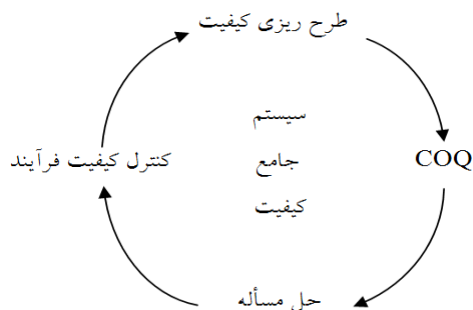 طرح ریزی کیفیت
سیستم
جامع
کیفیت
COQ
کنترل کیفیت فرآیند
حل مسأله